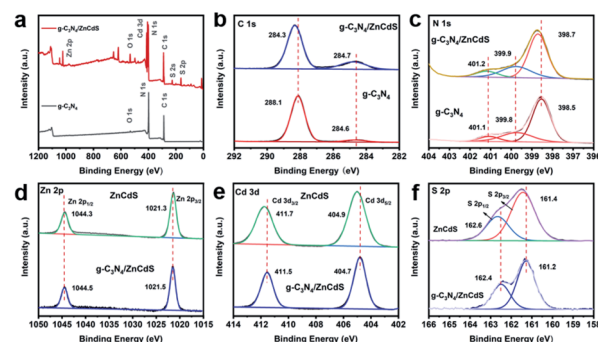 a
g-C₃N₄/ZnCdS
Zn 2p
O 1s
Cd 3d
N 1s
C 1s
S 2s
S 2p
g-C₃N₄
O 1s
N 1s
C 1s
Intensity (a.u.)
1200 1000 800 600 400 200 0
Binding Energy (eV)
b
C 1s
g-C₃N₄/ZnCdS
284.3
284.7
g-C₃N₄
288.1
284.6
Intensity (a.u.)
292 290 288 286 284 282
Binding Energy (eV)
c
N 1s
g-C₃N₄/ZnCdS
398.7
399.9
401.2
g-C₃N₄
398.5
399.8
401.1
Intensity (a.u.)
404 403 402 401 400 399 398 397 396
Binding Energy (eV)
d
Zn 2p
ZnCdS
Zn 2p₁/₂
1044.3
1021.3
Zn 2p₃/₂
g-C₃N₄/ZnCdS
1044.5
1021.5
Intensity (a.u.)
1050 1045 1040 1035 1030 1025 1020 1015
Binding Energy (eV)
e
Cd 3d
ZnCdS
Cd 3d₃/₂
411.7
404.9
Cd 3d₅/₂
411.5
404.7
g-C₃N₄/ZnCdS
Intensity (a.u.)
414 412 410 408 406 404 402
Binding Energy (eV)
f
S 2p
S 2p₃/₂
S 2p₁/₂
161.4
162.6
ZnCdS
162.4
161.2
g-C₃N₄/ZnCdS
Intensity (a.u.)
166 165 164 163 162 161 160 159 158
Binding Energy (eV)